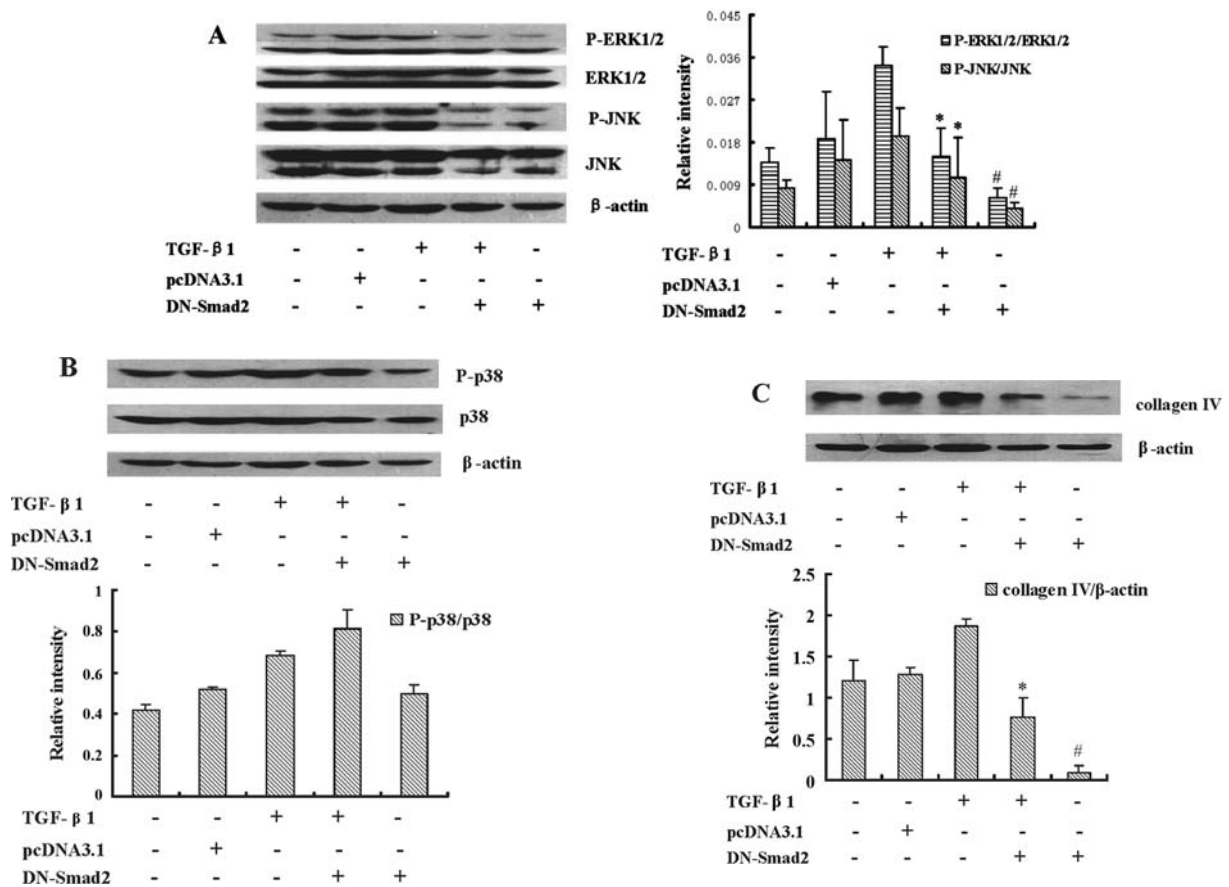 A
P-ERK1/2
ERK1/2
P-JNK
JNK
β-actin
TGF-β1 - - + + -
pcDNA3.1 - + - - -
DN-Smad2 - - - + +
Relative intensity
0.045
0.036
0.027
0.018
0.009
0
P-ERK1/2/ERK1/2
P-JNK/JNK
* *
# #
TGF-β1 - - + + -
pcDNA3.1 - + - - -
DN-Smad2 - - - + +
B
P-p38
p38
β-actin
TGF-β1 - - + + -
pcDNA3.1 - + - - -
DN-Smad2 - - - + +
Relative intensity
1
0.8
0.6
0.4
0.2
0
P-p38/p38
TGF-β1 - - + + -
pcDNA3.1 - + - - -
DN-Smad2 - - - + +
C
collagen IV
β-actin
TGF-β1 - - + + -
pcDNA3.1 - + - - -
DN-Smad2 - - - + +
Relative intensity
2.5
2
1.5
1
0.5
0
collagen IV/β-actin
*
#
TGF-β1 - - + + -
pcDNA3.1 - + - - -
DN-Smad2 - - - + +